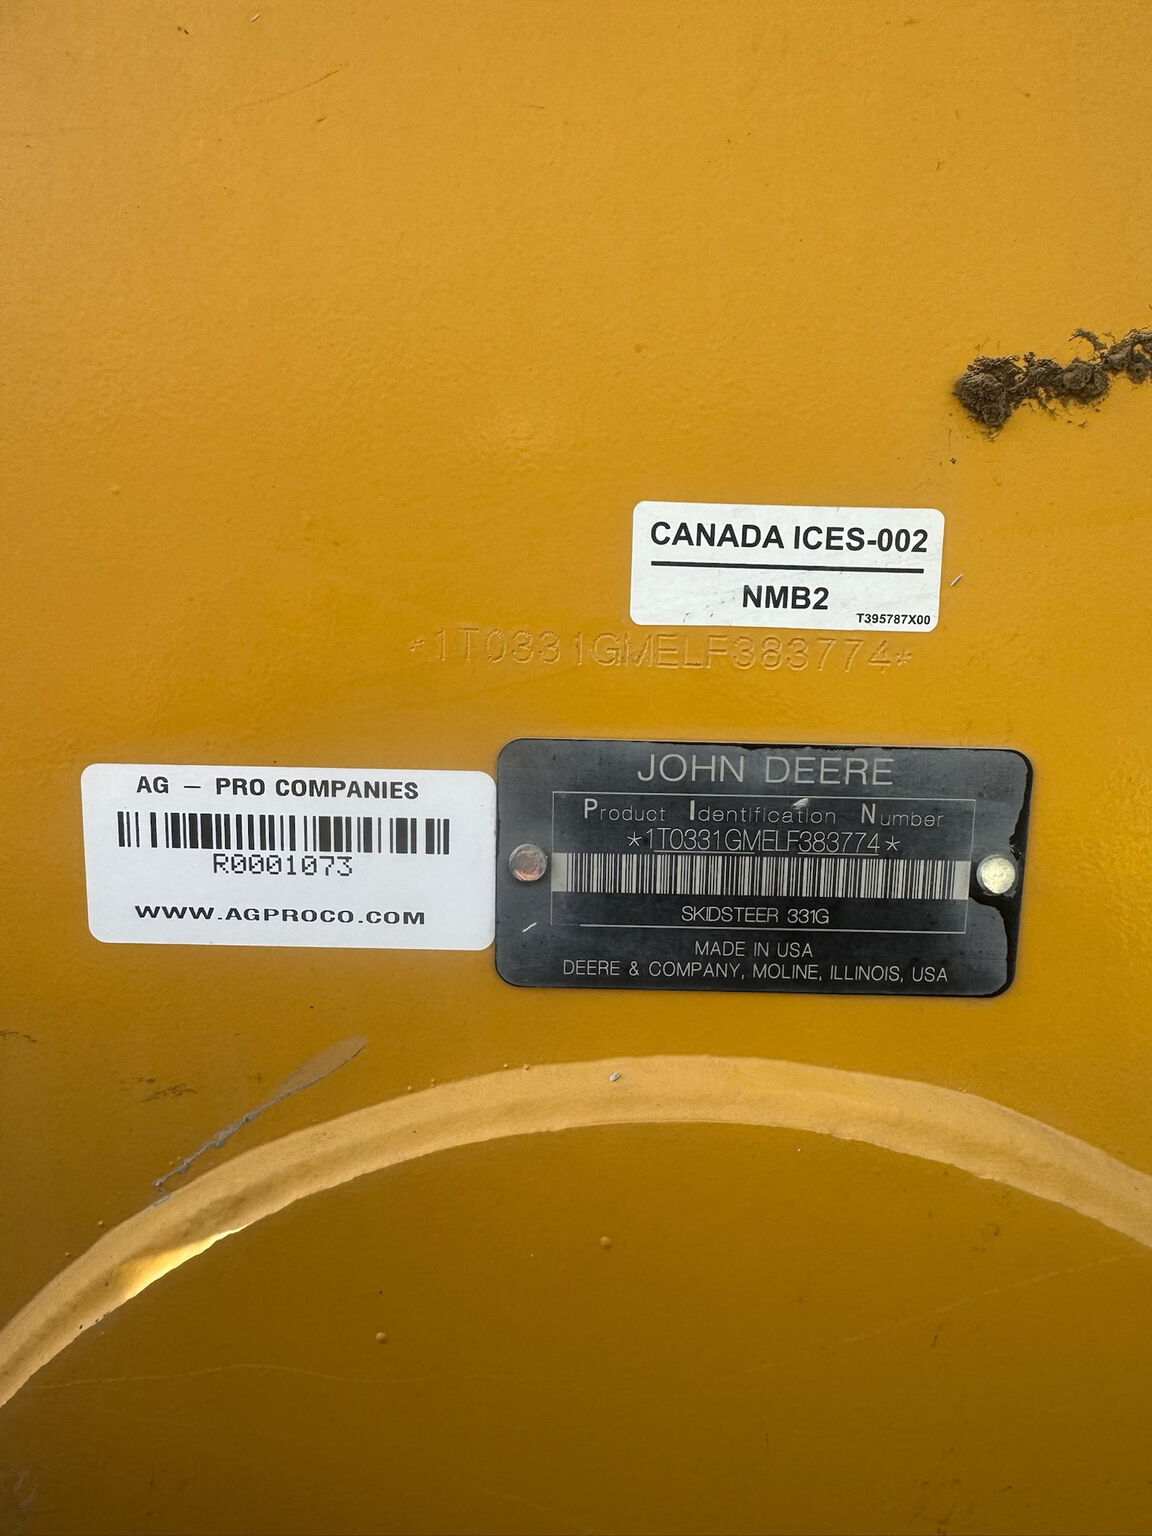 CANADA ICES-002
NMB2
T395787X00
*1T0331GMELF383774*
AG – PRO COMPANIES
R0001073
WWW.AGPROCO.COM
JOHN DEERE
Product Identification Number
*1T0331GMELF383774*
SKIDSTEER 331G
MADE IN USA
DEERE & COMPANY, MOLINE, ILLINOIS, USA